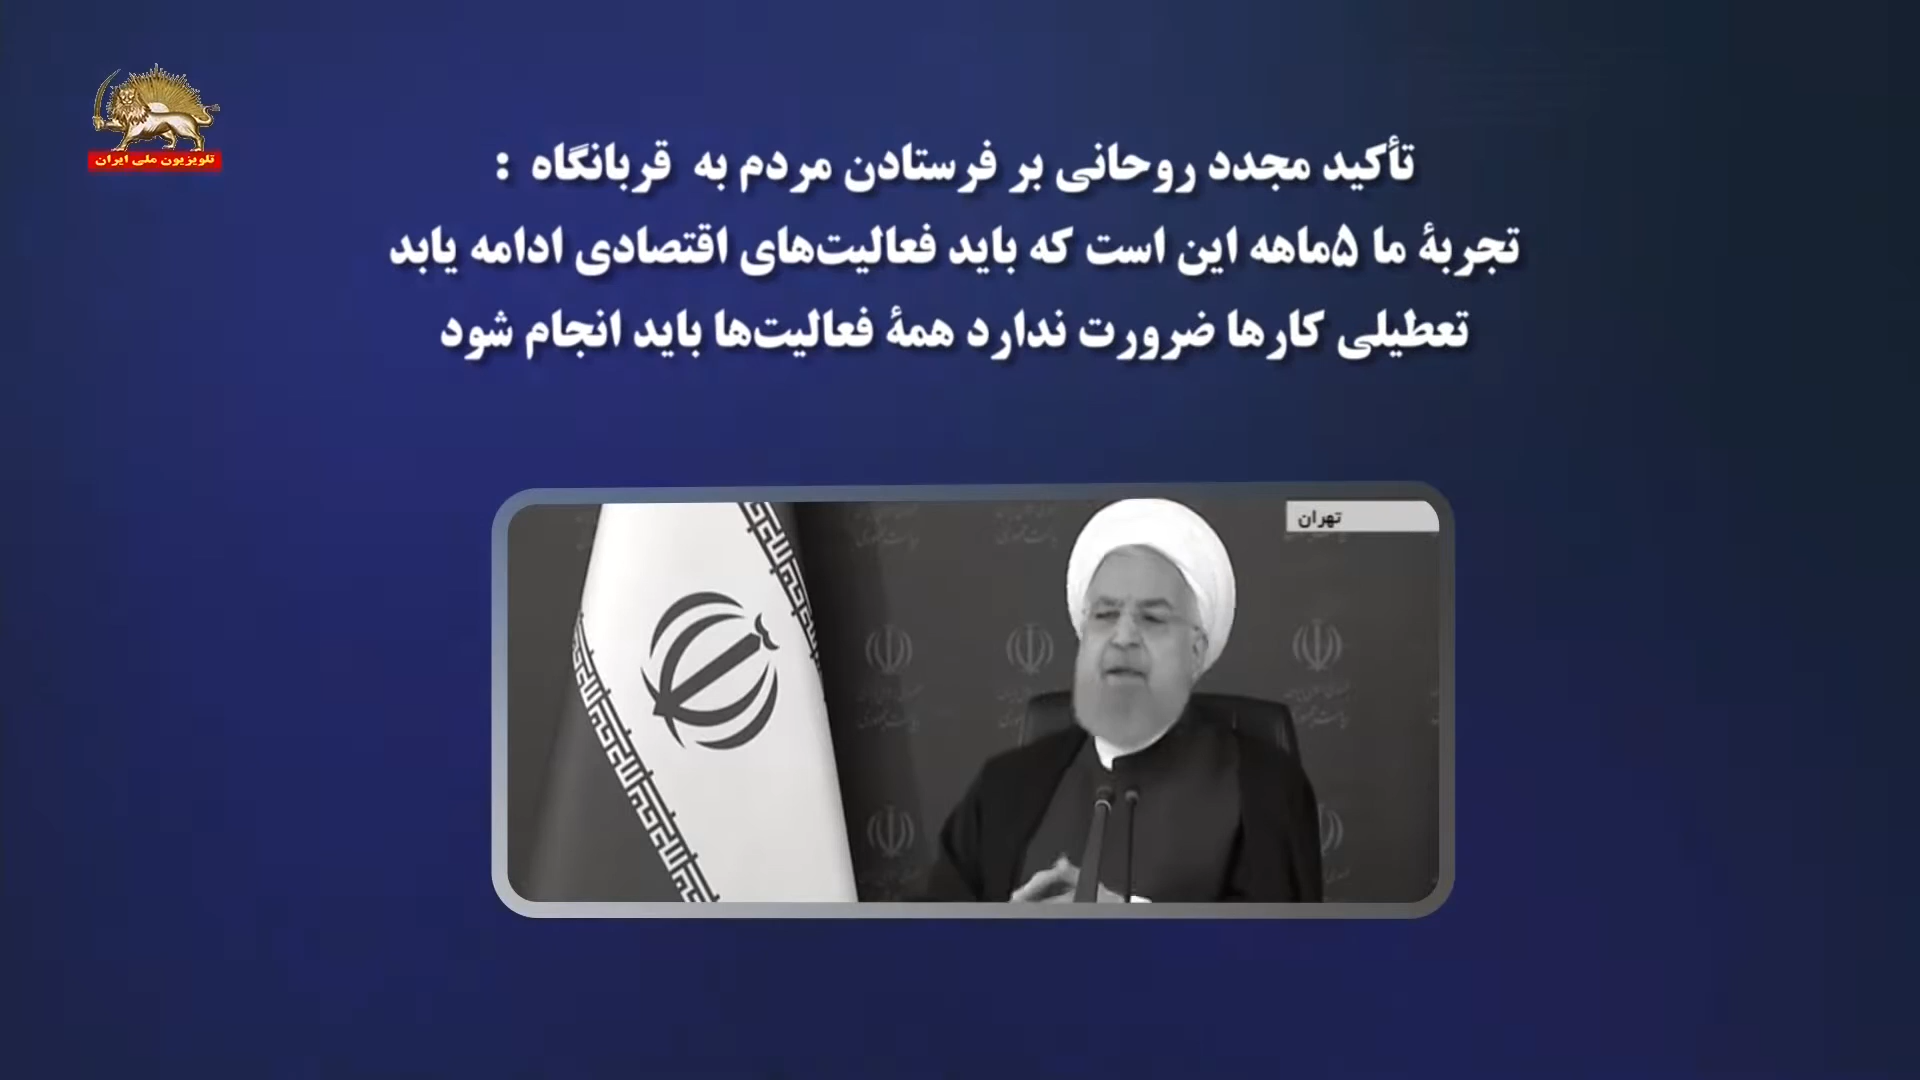 تلویزیون ملی ایران
تأکید مجدد روحانی بر فرستادن مردم به قربانگاه :
تجربهٔ ما ۵ماهه این است که باید فعالیت‌های اقتصادی ادامه یابد
تعطیلی کارها ضرورت ندارد همهٔ فعالیت‌ها باید انجام شود
تهران